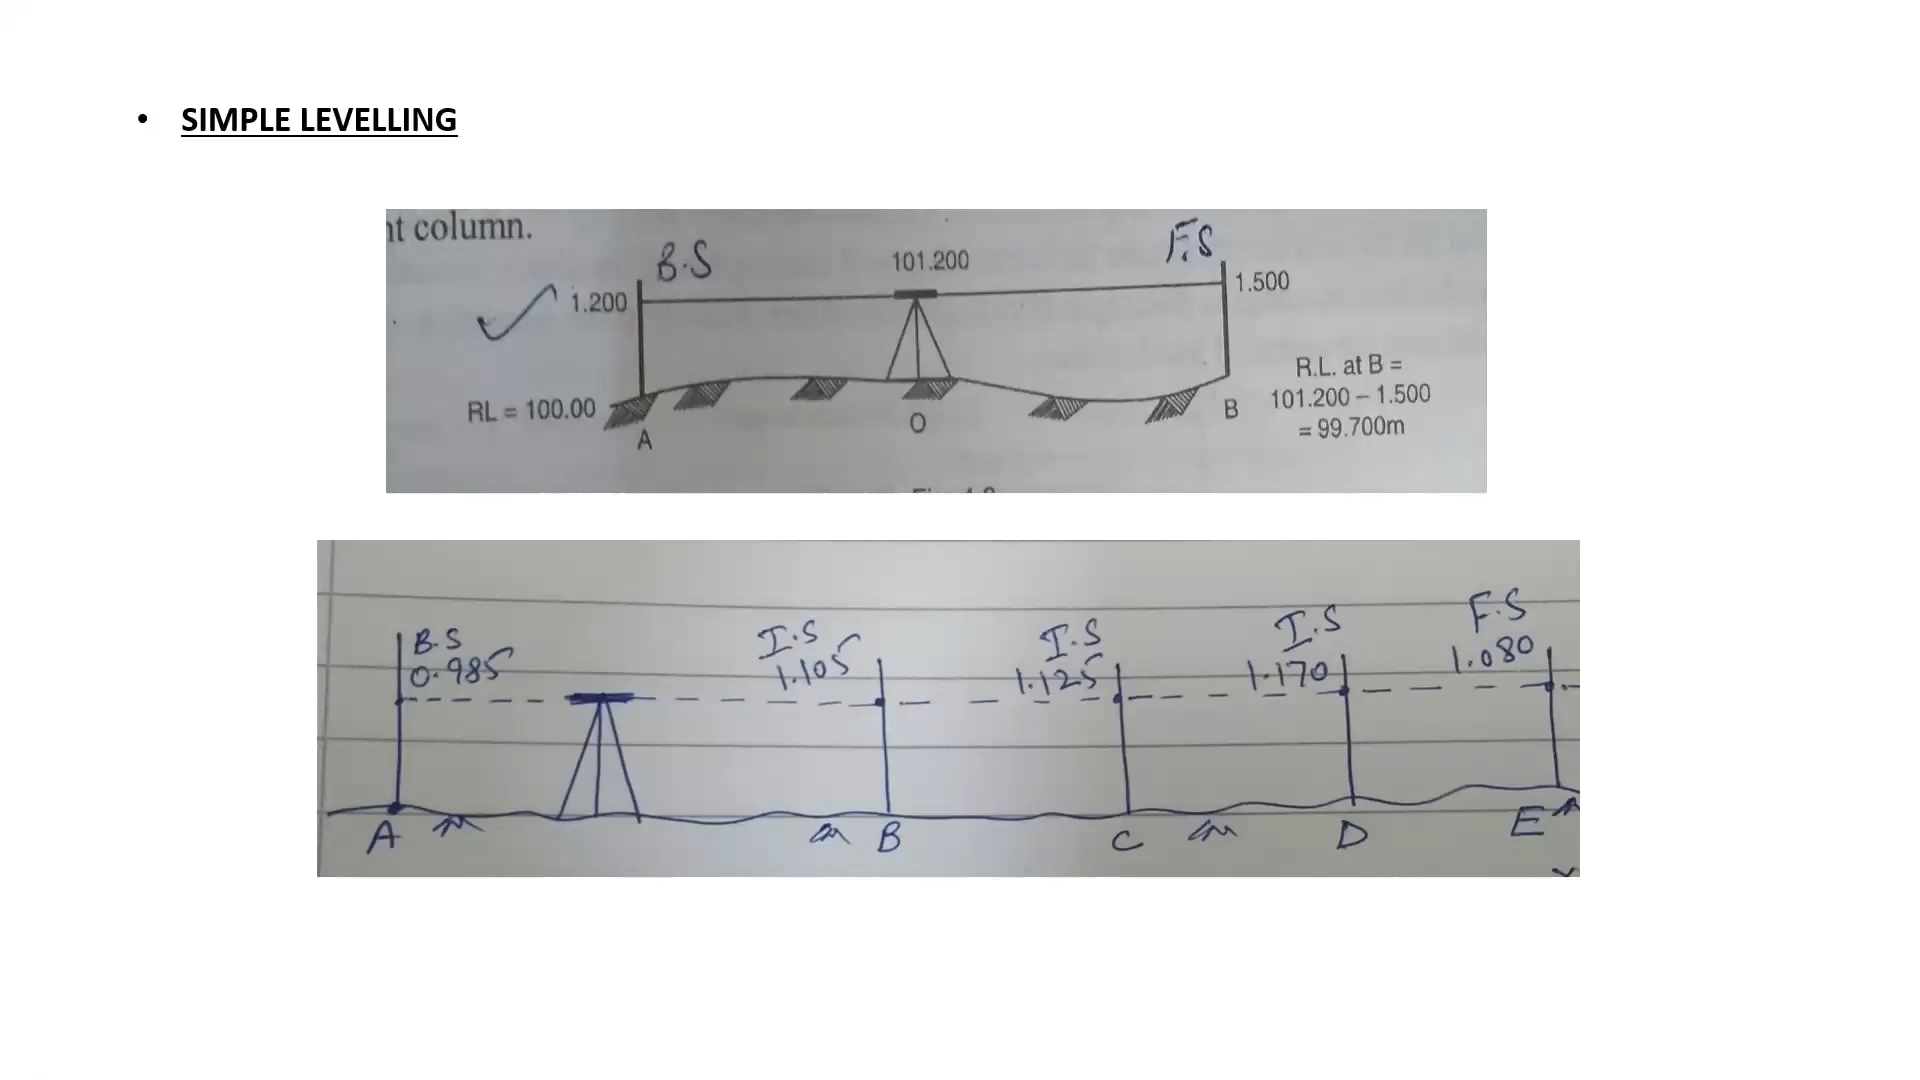 • SIMPLE LEVELLING
nt column.
B.S
101.200
F.S
1.200
1.500
RL = 100.00
A
O
B
R.L. at B =
101.200 – 1.500
= 99.700m
B.S
0.985
I.S
1.105
I.S
1.125
I.S
1.170
F.S
1.080
A
B
C
D
E